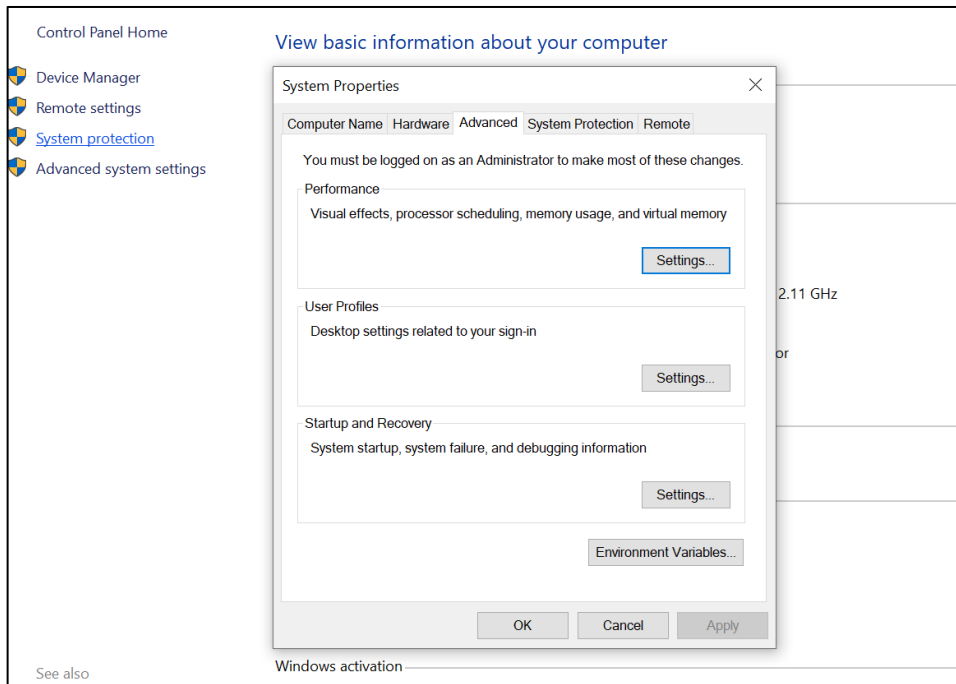 Control Panel Home
Device Manager
Remote settings
System protection
Advanced system settings
See also
View basic information about your computer
System Properties
Computer Name Hardware Advanced System Protection Remote
You must be logged on as an Administrator to make most of these changes.
Performance
Visual effects, processor scheduling, memory usage, and virtual memory
Settings...
User Profiles
Desktop settings related to your sign-in
Settings...
Startup and Recovery
System startup, system failure, and debugging information
Settings...
Environment Variables...
OK Cancel Apply
2.11 GHz
or
Windows activation